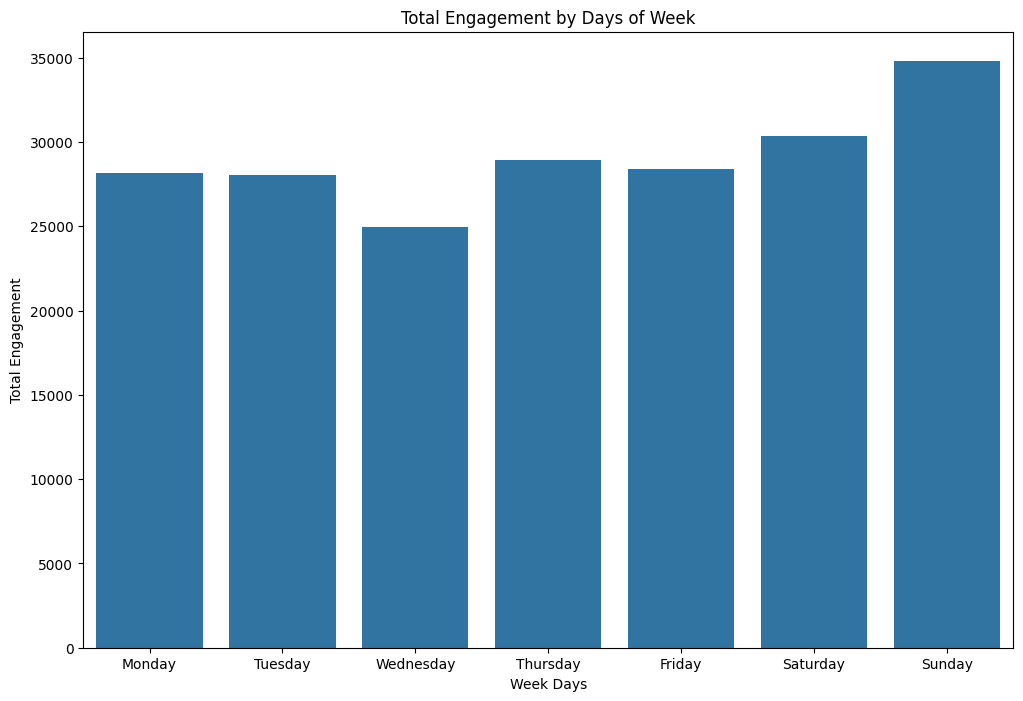 Total Engagement by Days of Week
Total Engagement
35000
30000
25000
20000
15000
10000
5000
0
Monday Tuesday Wednesday Thursday Friday Saturday Sunday
Week Days